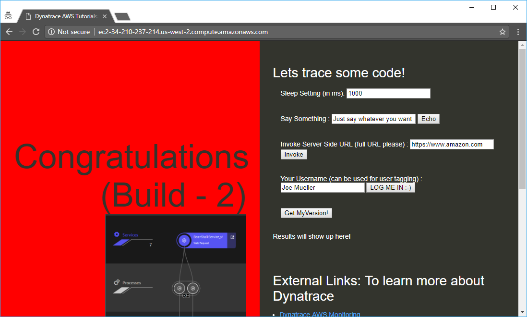 Dynatrace AWS Tutorials
Not secure | ec2-34-210-237-214.us-west-2.compute.amazonaws.com
Congratulations
(Build - 2)
Services
Processes
Lets trace some code!
Sleep Setting (in ms): 1000
Say Something : Just say whatever you want Echo
Invoke Server Side URL (full URL please) : https://www.amazon.com
Invoke
Your Username (can be used for user tagging) :
Joe Mueller LOG ME IN :-)
Get MyVersion!
Results will show up here!
External Links: To learn more about
Dynatrace
Dynatrace AWS Monitoring